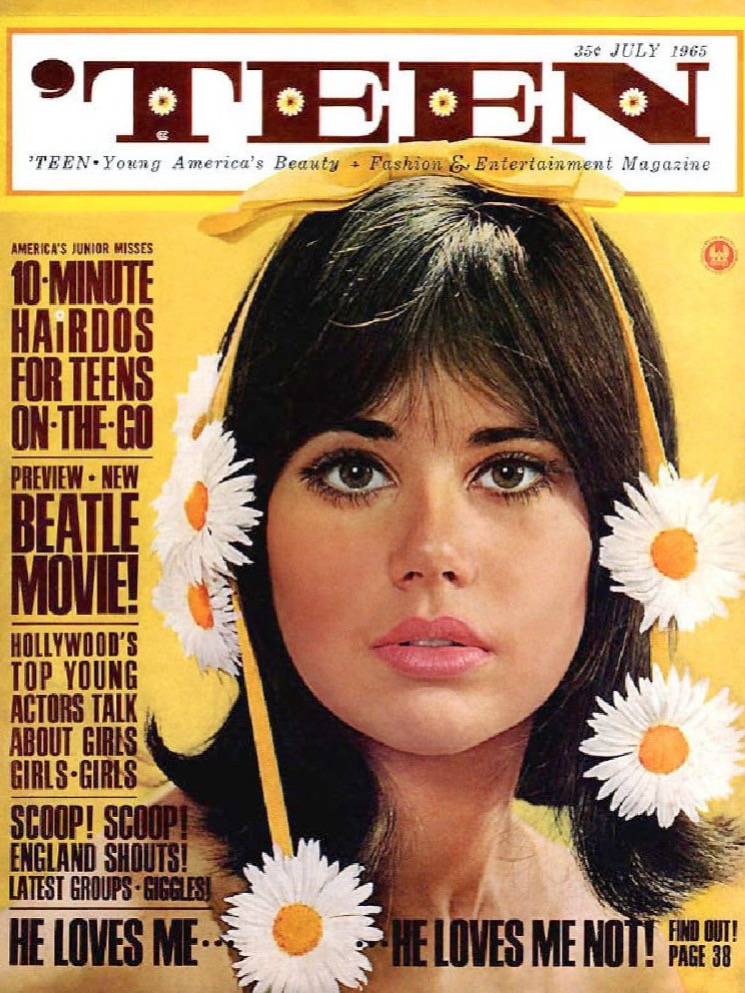 35¢ JULY 1965
'TEEN
'TEEN•Young America's Beauty + Fashion & Entertainment Magazine
AMERICA'S JUNIOR MISSES
10-MINUTE
HAiRDOS
FOR TEENS
ON-THE-GO
PREVIEW • NEW
BEATLE
MOVIE!
HOLLYWOOD'S
TOP YOUNG
ACTORS TALK
ABOUT GIRLS
GIRLS•GIRLS
SCOOP! SCOOP!
ENGLAND SHOUTS!
LATEST GROUPS•GIGGLES!
HE LOVES ME•• ••HE LOVES ME NOT! FIND OUT!
PAGE 38